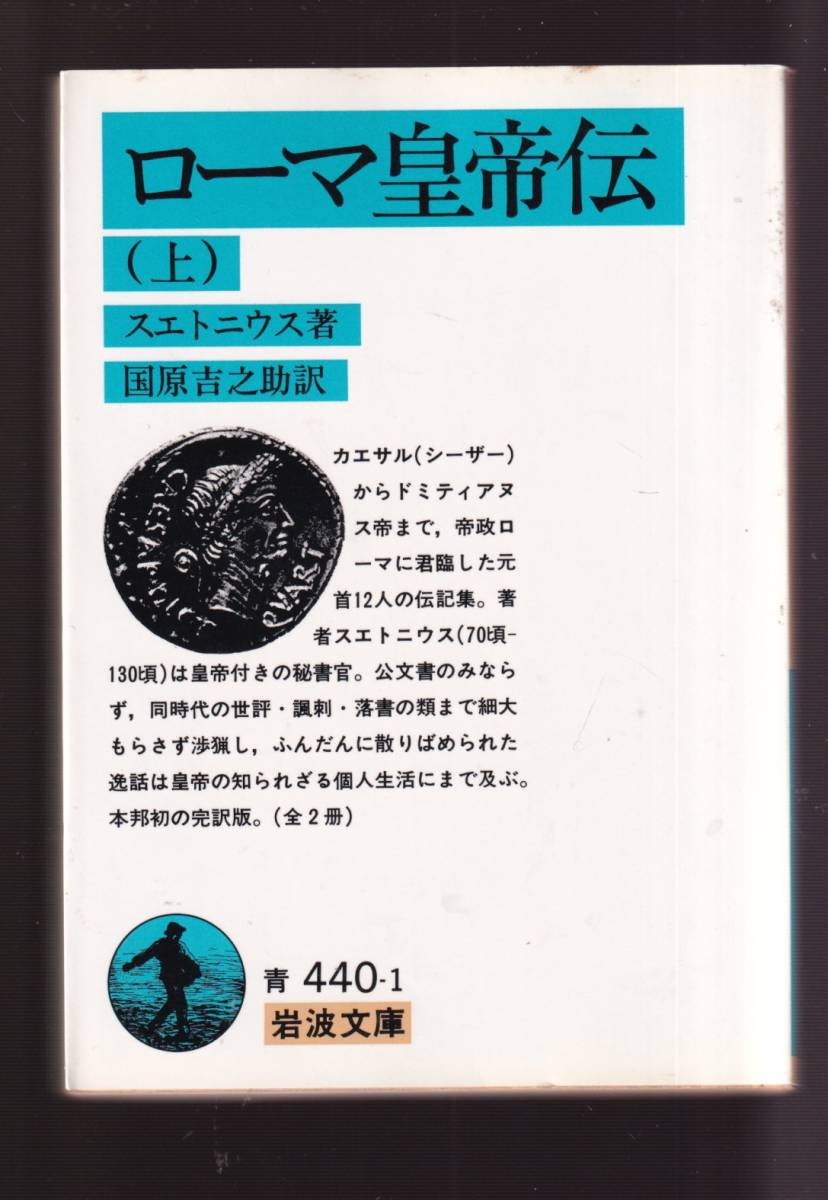 ローマ皇帝伝
(上)
スエトニウス著
国原吉之助訳
カエサル(シーザー)
からドミティアヌ
ス帝まで，帝政ロ
ーマに君臨した元
首12人の伝記集。著
者スエトニウス(70頃-
130頃)は皇帝付きの秘書官。公文書のみなら
ず，同時代の世評・諷刺・落書の類まで細大
もらさず渉猟し，ふんだんに散りばめられた
逸話は皇帝の知られざる個人生活にまで及ぶ。
本邦初の完訳版。(全2冊)
青 440-1
岩波文庫